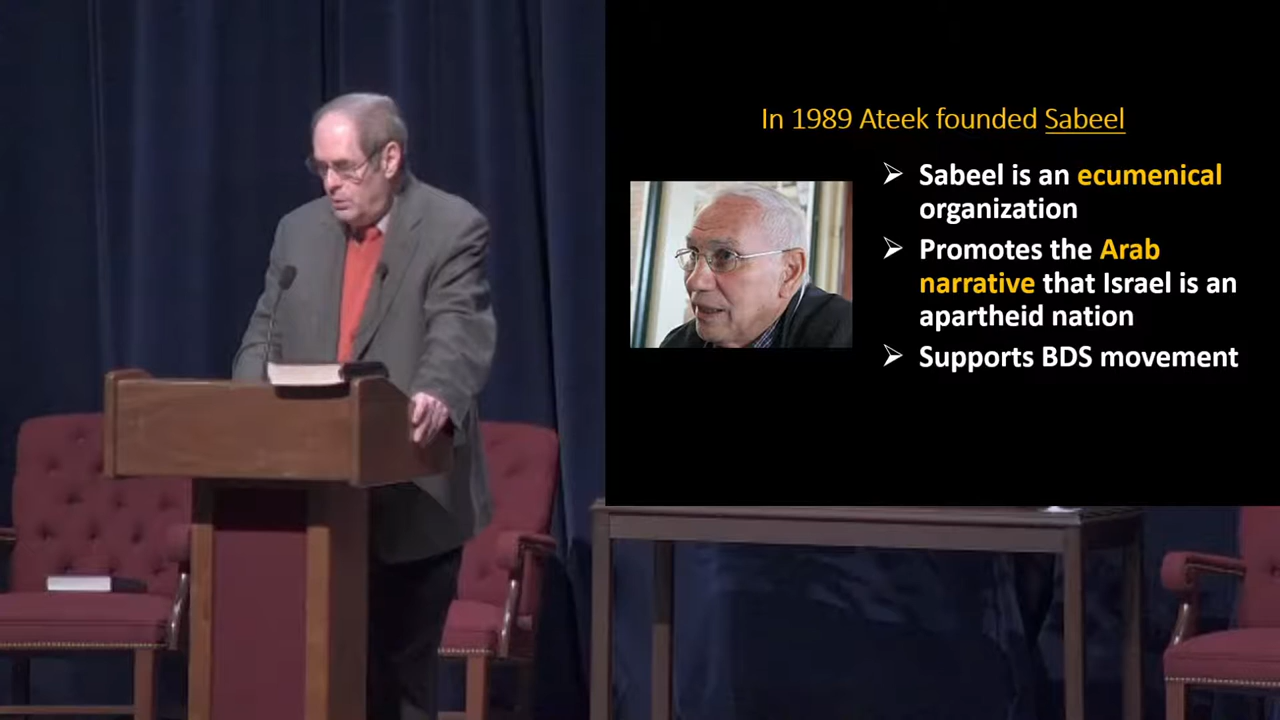 In 1989 Ateek founded Sabeel
Sabeel is an ecumenical
organization
Promotes the Arab
narrative that Israel is an
apartheid nation
Supports BDS movement